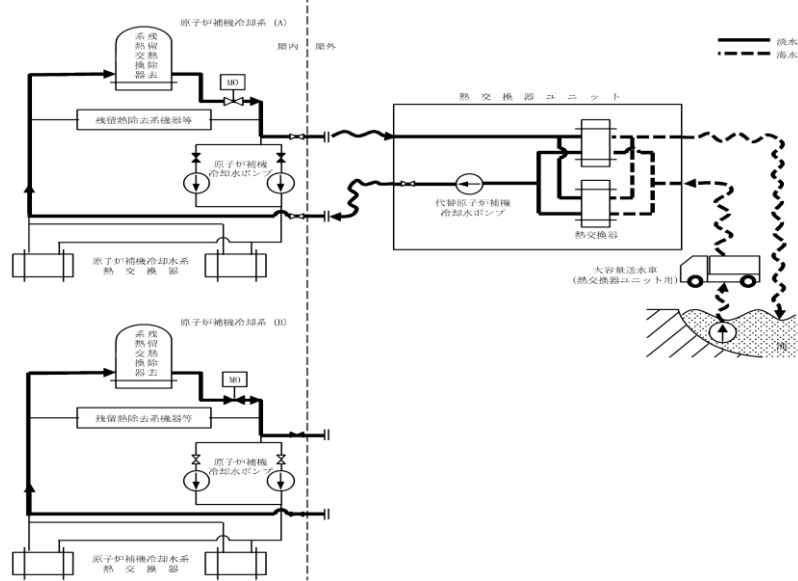 原子炉補機冷却系 (A)
屋内 屋外
残留熱除去系熱交換器
MO
残留熱除去系機器等
原子炉補機
冷却水ポンプ
原子炉補機冷却水系
熱交換器
淡水
海水
熱交換器ユニット
代替原子炉補機
冷却水ポンプ
熱交換器
大容量送水車
(熱交換器ユニット用)
海
原子炉補機冷却系 (B)
残留熱除去系熱交換器
MO
残留熱除去系機器等
原子炉補機
冷却水ポンプ
原子炉補機冷却水系
熱交換器